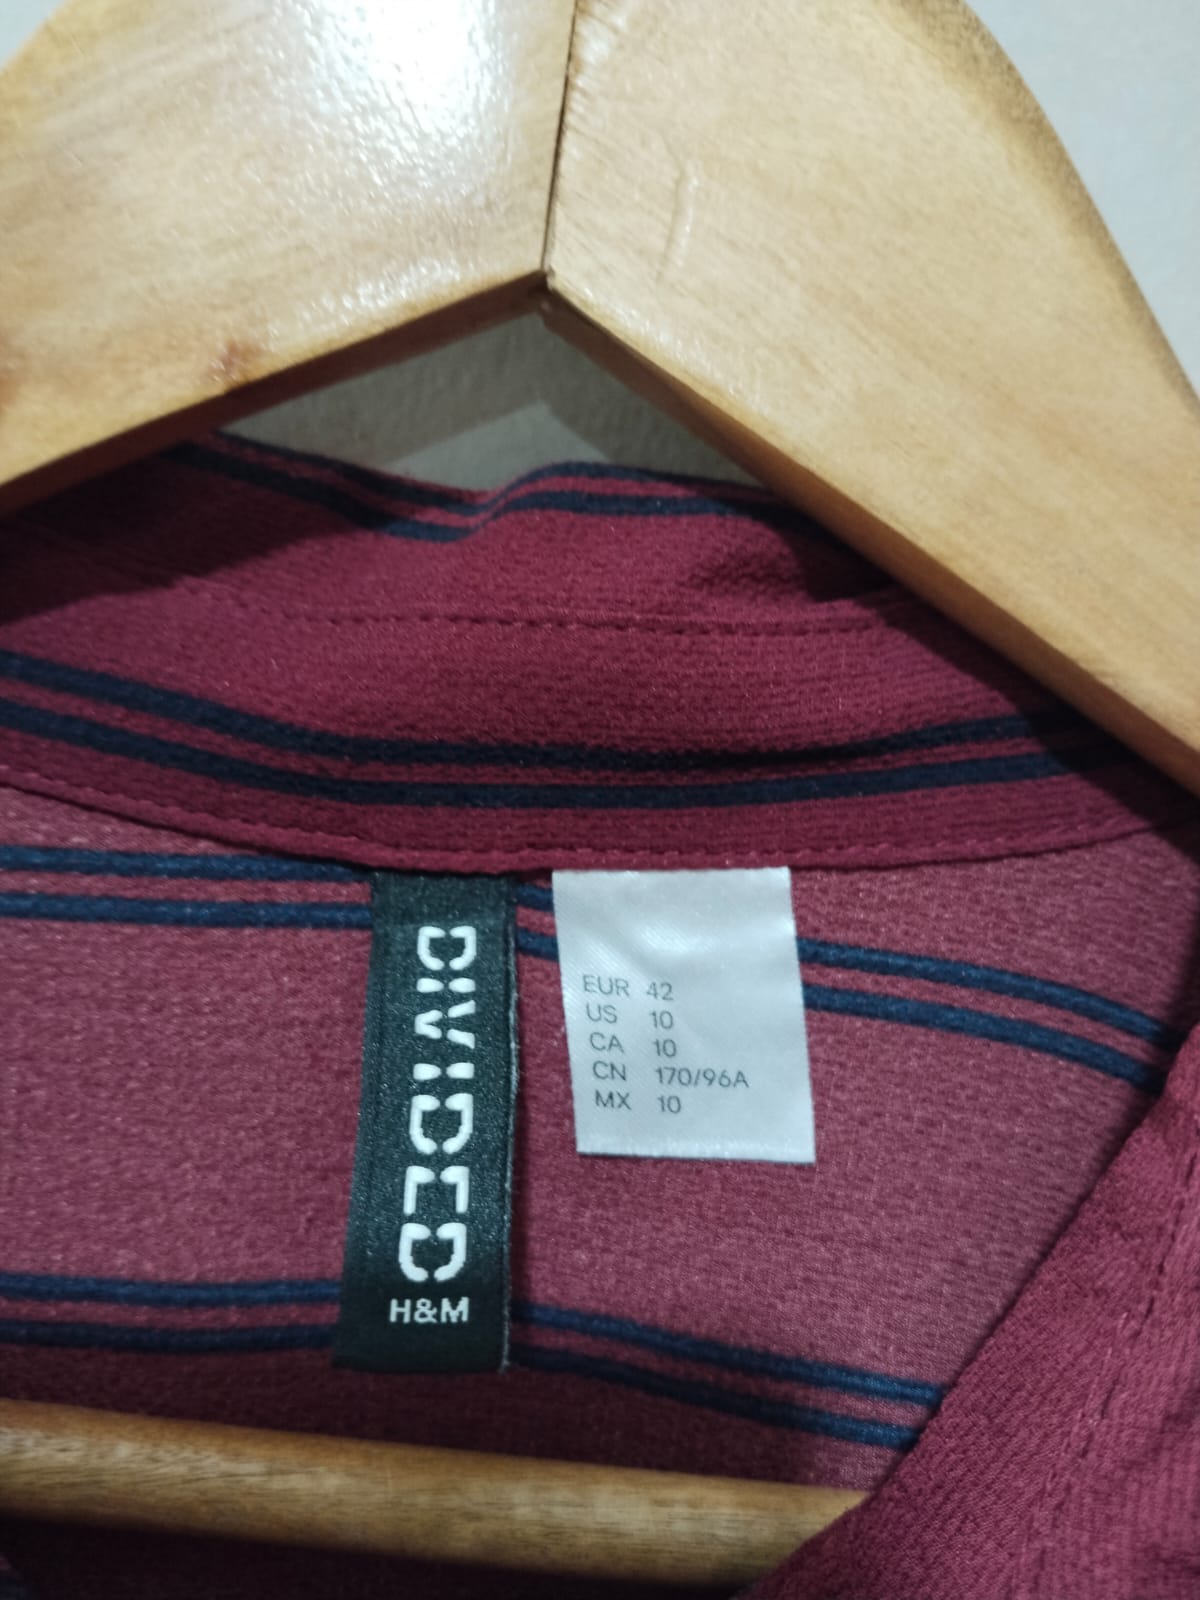 DIVIDED
H&M
EUR 42
US 10
CA 10
CN 170/96A
MX 10